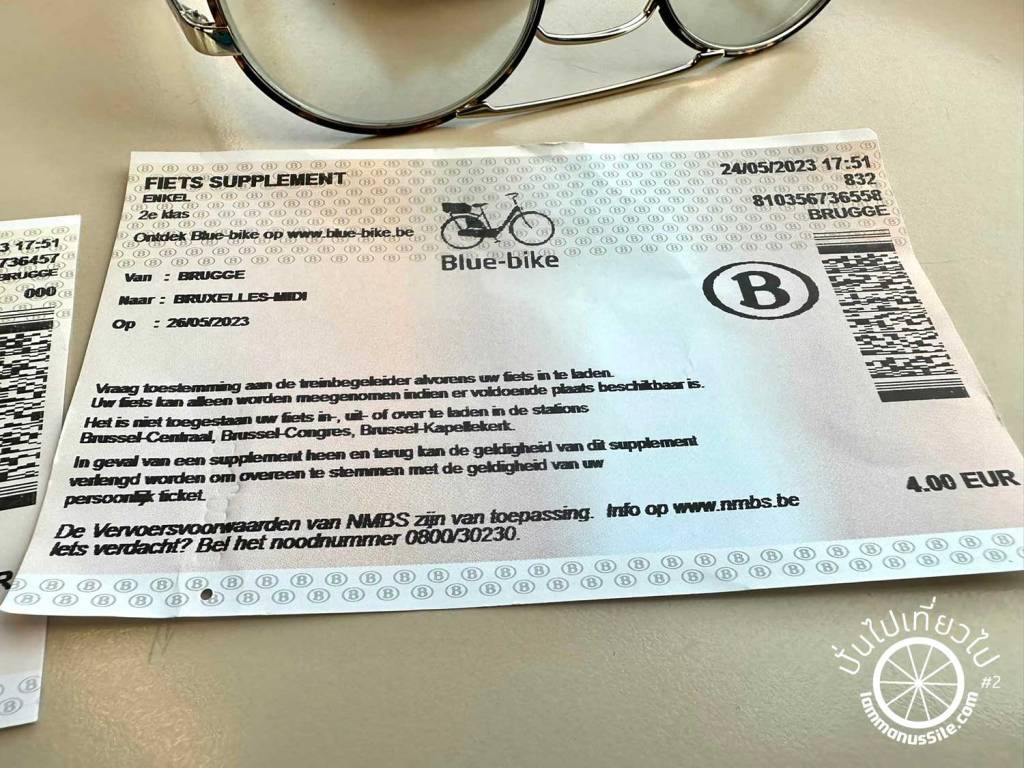 FIETS SUPPLEMENT
ENKEL
2e klas
Ontdek Blue-bike op www.blue-bike.be
24/05/2023 17:51
832
810356736558
BRUGGE
Blue-bike
Van : BRUGGE
Naar : BRUXELLES-MIDI
Op : 26/05/2023
B
Vraag toestemming aan de treinbegeleider alvorens uw fiets in te laden.
Uw fiets kan alleen worden meegenomen indien er voldoende plaats beschikbaar is.
Het is niet toegestaan uw fiets in-, uit- of over te laden in de stations
Brussel-Centraal, Brussel-Congres, Brussel-Kapellekerk.
In geval van een supplement heen en terug kan de geldigheid van dit supplement
verlengd worden om overeen te stemmen met de geldigheid van uw
persoonlijk ticket.
4.00 EUR
De Vervoersvoorwaarden van NMBS zijn van toepassing. Info op www.nmbs.be
Iets verdacht? Bel het noodnummer 0800/30230.
3 17:51
736457
BRUGGE
000
R
ปั่นไปเที่ยวไป
#2
IammanusSite.com